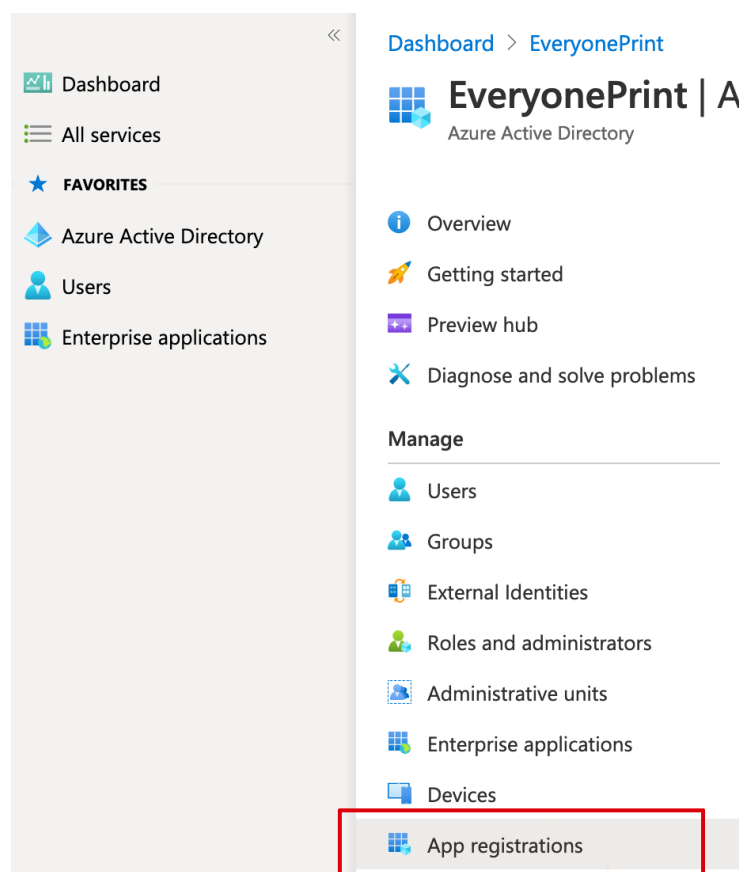 Dashboard
All services
FAVORITES
Azure Active Directory
Users
Enterprise applications
Dashboard > EveryonePrint
EveryonePrint | A
Azure Active Directory
Overview
Getting started
Preview hub
Diagnose and solve problems
Manage
Users
Groups
External Identities
Roles and administrators
Administrative units
Enterprise applications
Devices
App registrations